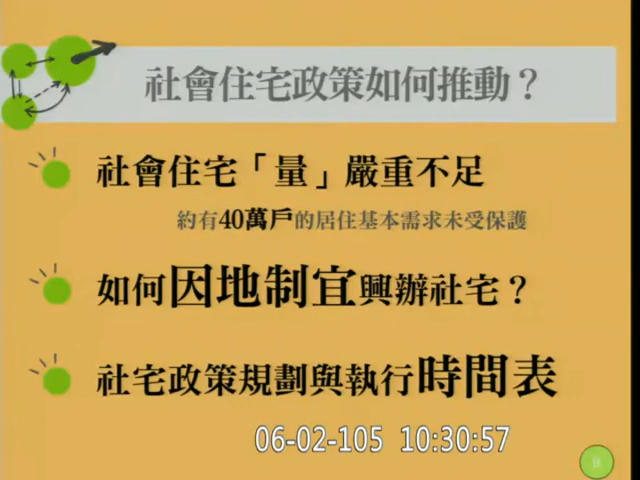 社會住宅政策如何推動？
社會住宅「量」嚴重不足
約有40萬戶的居住基本需求未受保護
如何因地制宜興辦社宅？
社宅政策規劃與執行時間表
06-02-105 10:30:57